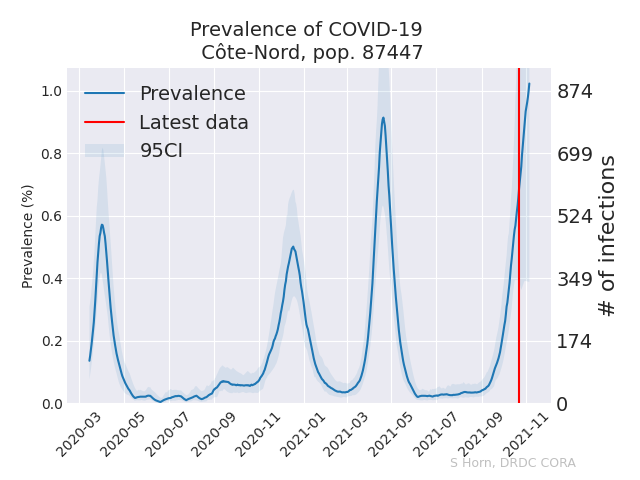 Prevalence of COVID-19
Côte-Nord, pop. 87447
Prevalence
Latest data
95CI
Prevalence (%)
1.0
0.8
0.6
0.4
0.2
0.0
874
699
524
349
174
0
# of infections
2020-03
2020-05
2020-07
2020-09
2020-11
2021-01
2021-03
2021-05
2021-07
2021-09
2021-11
S Horn, DRDC CORA